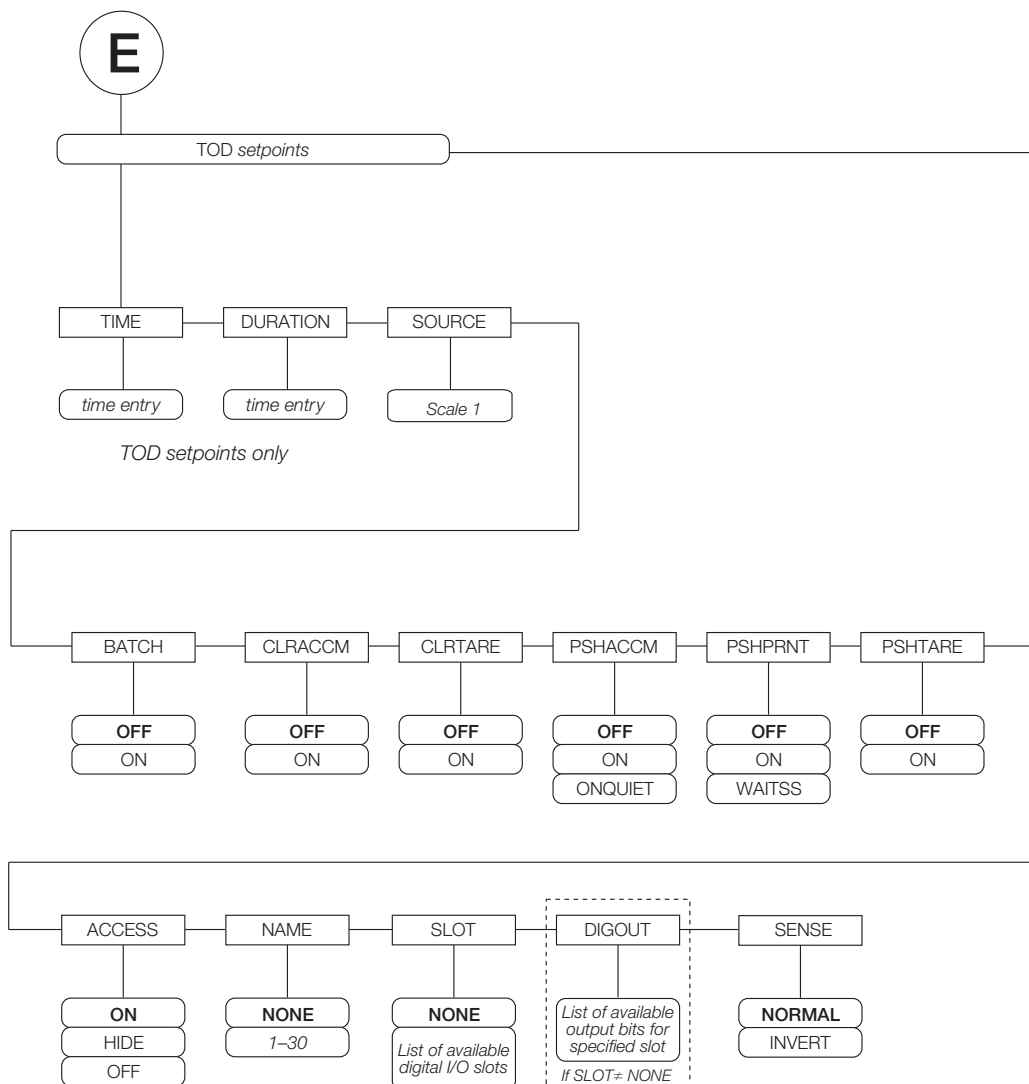 E
TOD setpoints
TIME
DURATION
SOURCE
time entry
time entry
Scale 1
TOD setpoints only
BATCH
CLRACCM
CLRTARE
PSHACCM
PSHPRNT
PSHTARE
OFF
ON
OFF
ON
OFF
ON
OFF
ON
ONQUIET
OFF
ON
WAITSS
OFF
ON
ACCESS
NAME
SLOT
DIGOUT
SENSE
ON
HIDE
OFF
NONE
1–30
NONE
List of available
digital I/O slots
List of available
output bits for
specified slot
If SLOT≠ NONE
NORMAL
INVERT